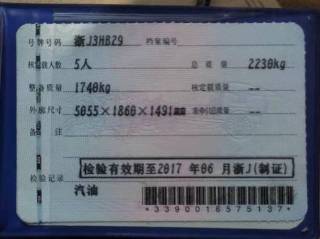 号牌号码 浙J3HB29 档案编号
核定载人数 5人 总质量 2230kg
整备质量 1740kg 核定载质量 --
外廓尺寸 5055×1860×1491mm 准牵引总质量 --
备注
检验有效期至2017年06月浙J(制证)
检验记录
汽油
*3390016575137*